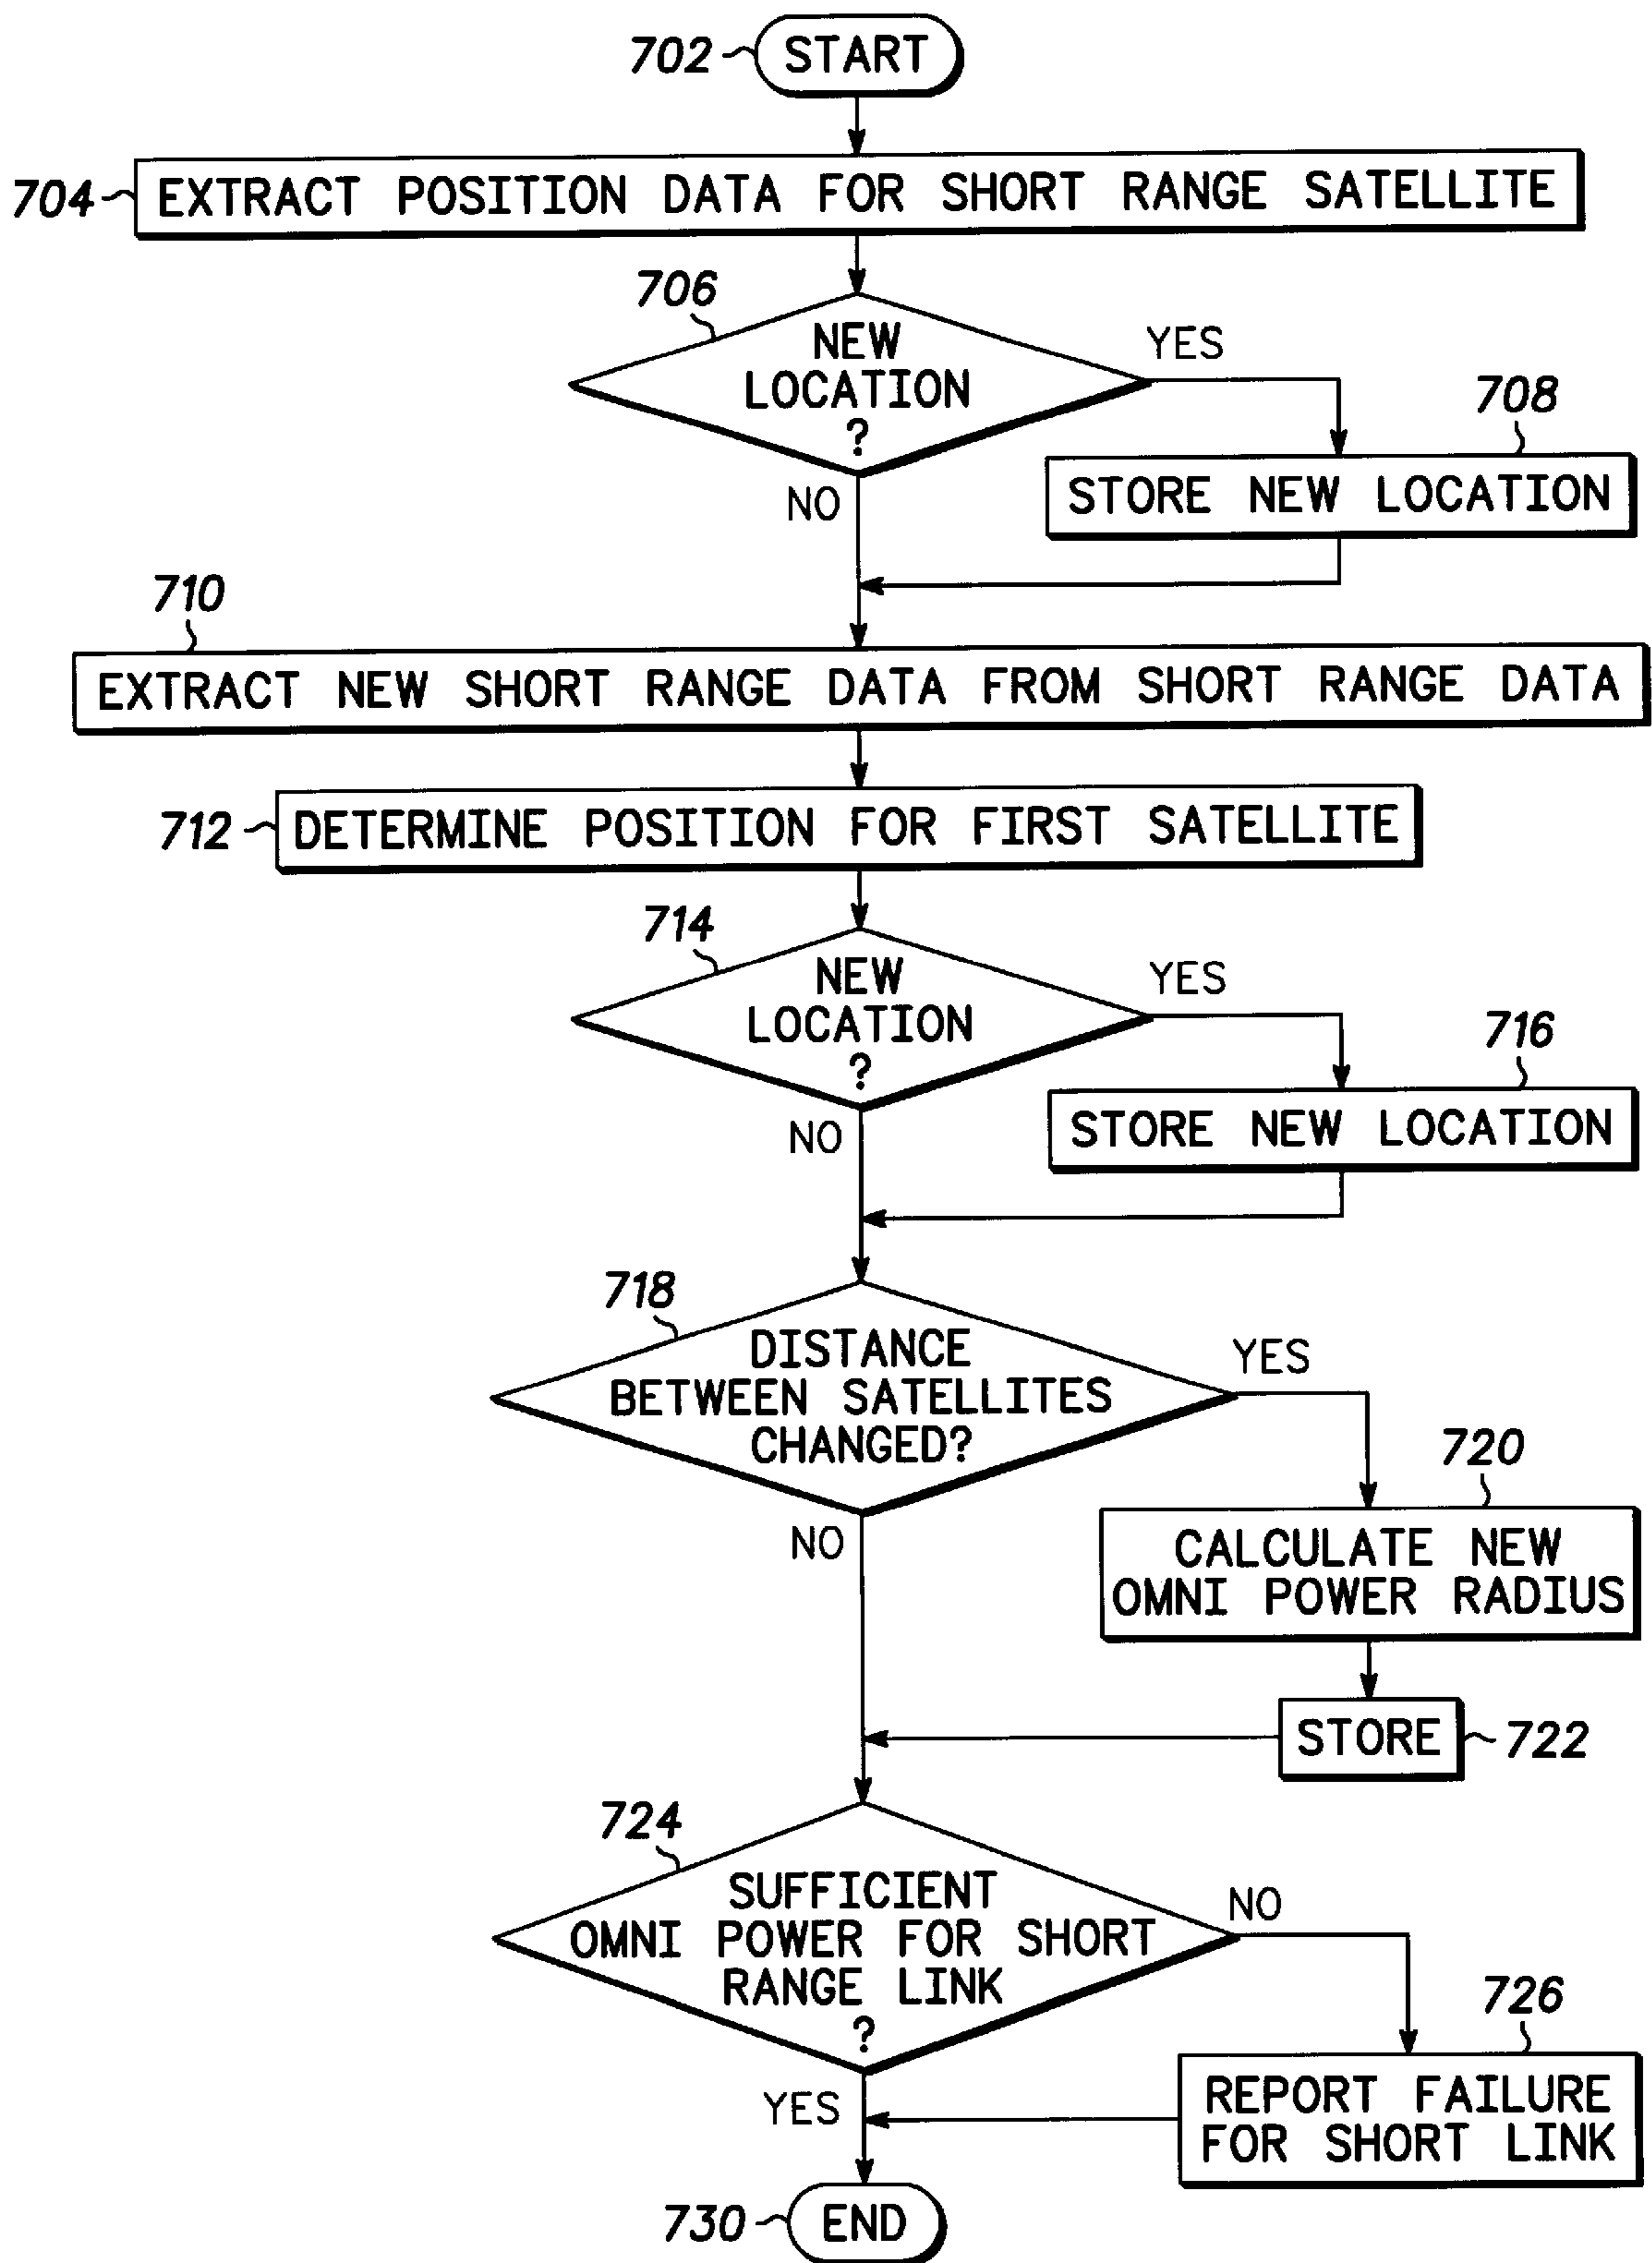 702
START
704
EXTRACT POSITION DATA FOR SHORT RANGE SATELLITE
706
NEW
LOCATION
?
YES
708
STORE NEW LOCATION
NO
710
EXTRACT NEW SHORT RANGE DATA FROM SHORT RANGE DATA
712
DETERMINE POSITION FOR FIRST SATELLITE
714
NEW
LOCATION
?
YES
716
STORE NEW LOCATION
NO
718
DISTANCE
BETWEEN SATELLITES
CHANGED?
YES
720
CALCULATE NEW
OMNI POWER RADIUS
NO
STORE
722
724
SUFFICIENT
OMNI POWER FOR SHORT
RANGE LINK
?
NO
726
REPORT FAILURE
FOR SHORT LINK
YES
730
END